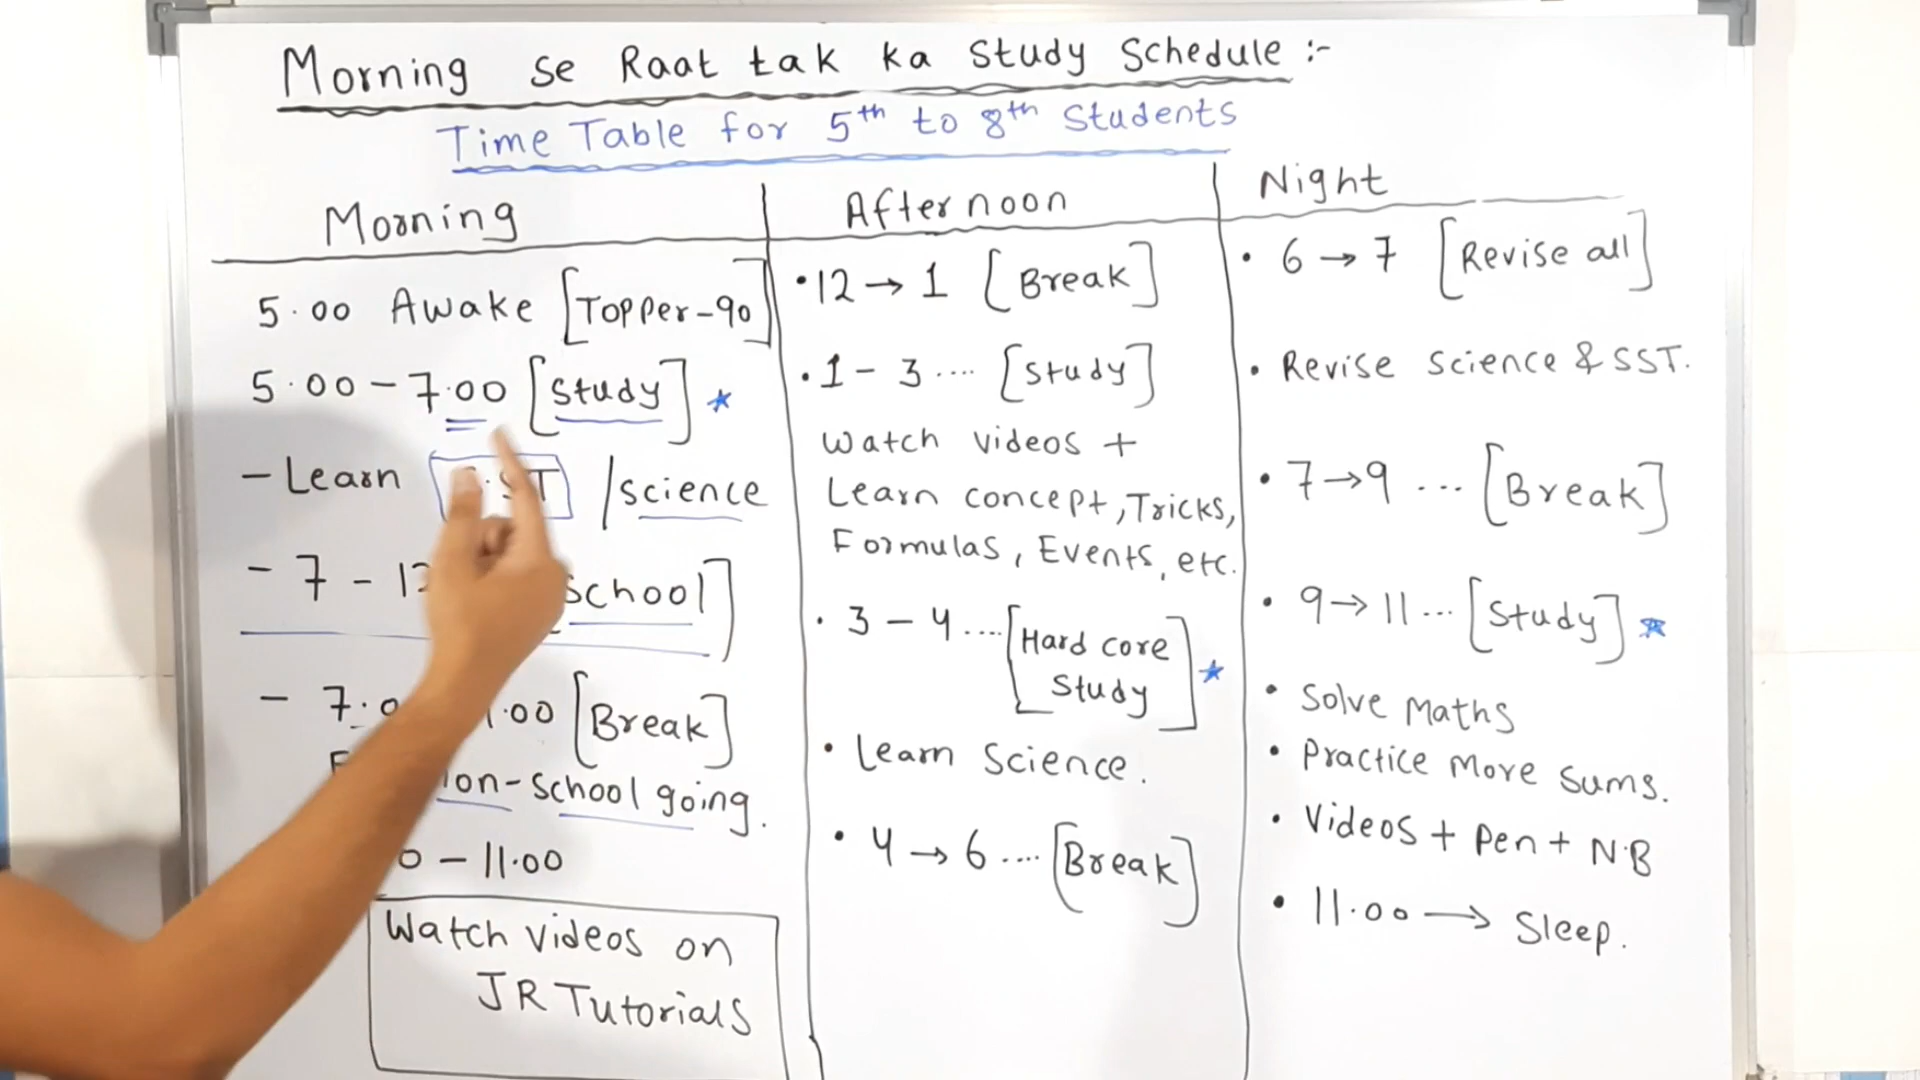 Morning se Raat tak ka Study Schedule :-
Time Table for 5th to 8th Students
Morning
5.00 Awake [Topper-90]
5.00 - 7.00 [Study] ★
- Learn /science
- 7 - School]
- 7. .00 [Break]
-School going.
- 11.00
Watch videos on
JR Tutorials
Afternoon
• 12 → 1 [Break]
• 1 - 3 .... [Study]
Watch videos +
Learn concept, Tricks,
Formulas, Events, etc.
• 3 - 4 .... [Hard core
Study] ★
• Learn Science.
• 4 → 6 .... [Break]
Night
• 6 → 7 [Revise all]
• Revise Science & SST.
• 7 → 9 ... [Break]
• 9 → 11 ... [Study] ★
• Solve Maths
• Practice More Sums.
• Videos + Pen + N.B
• 11.00 → Sleep.